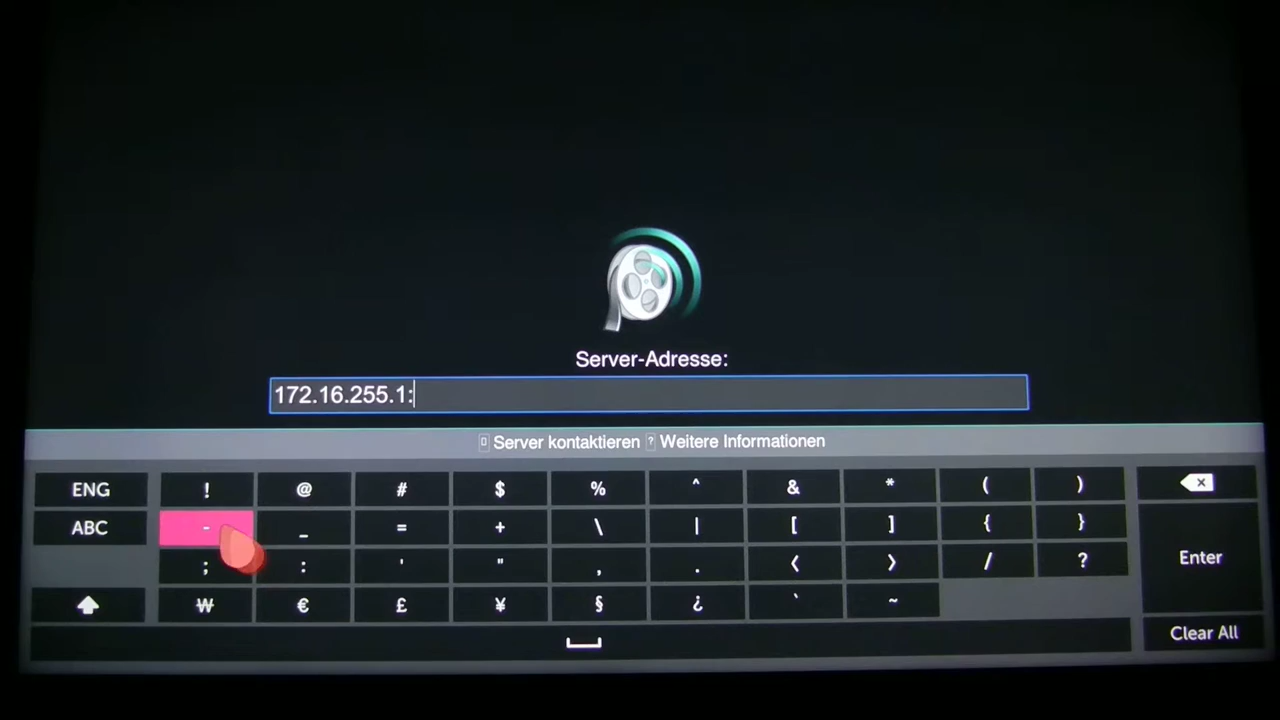 Server-Adresse:
172.16.255.1:
Server kontaktieren ? Weitere Informationen
ENG ! @ # $ % ^ & * ( )
ABC - _ = + \ | [ ] { }
; : ' " , . < > / ? Enter
₩ € £ ¥ § ¿ ` ~
Clear All